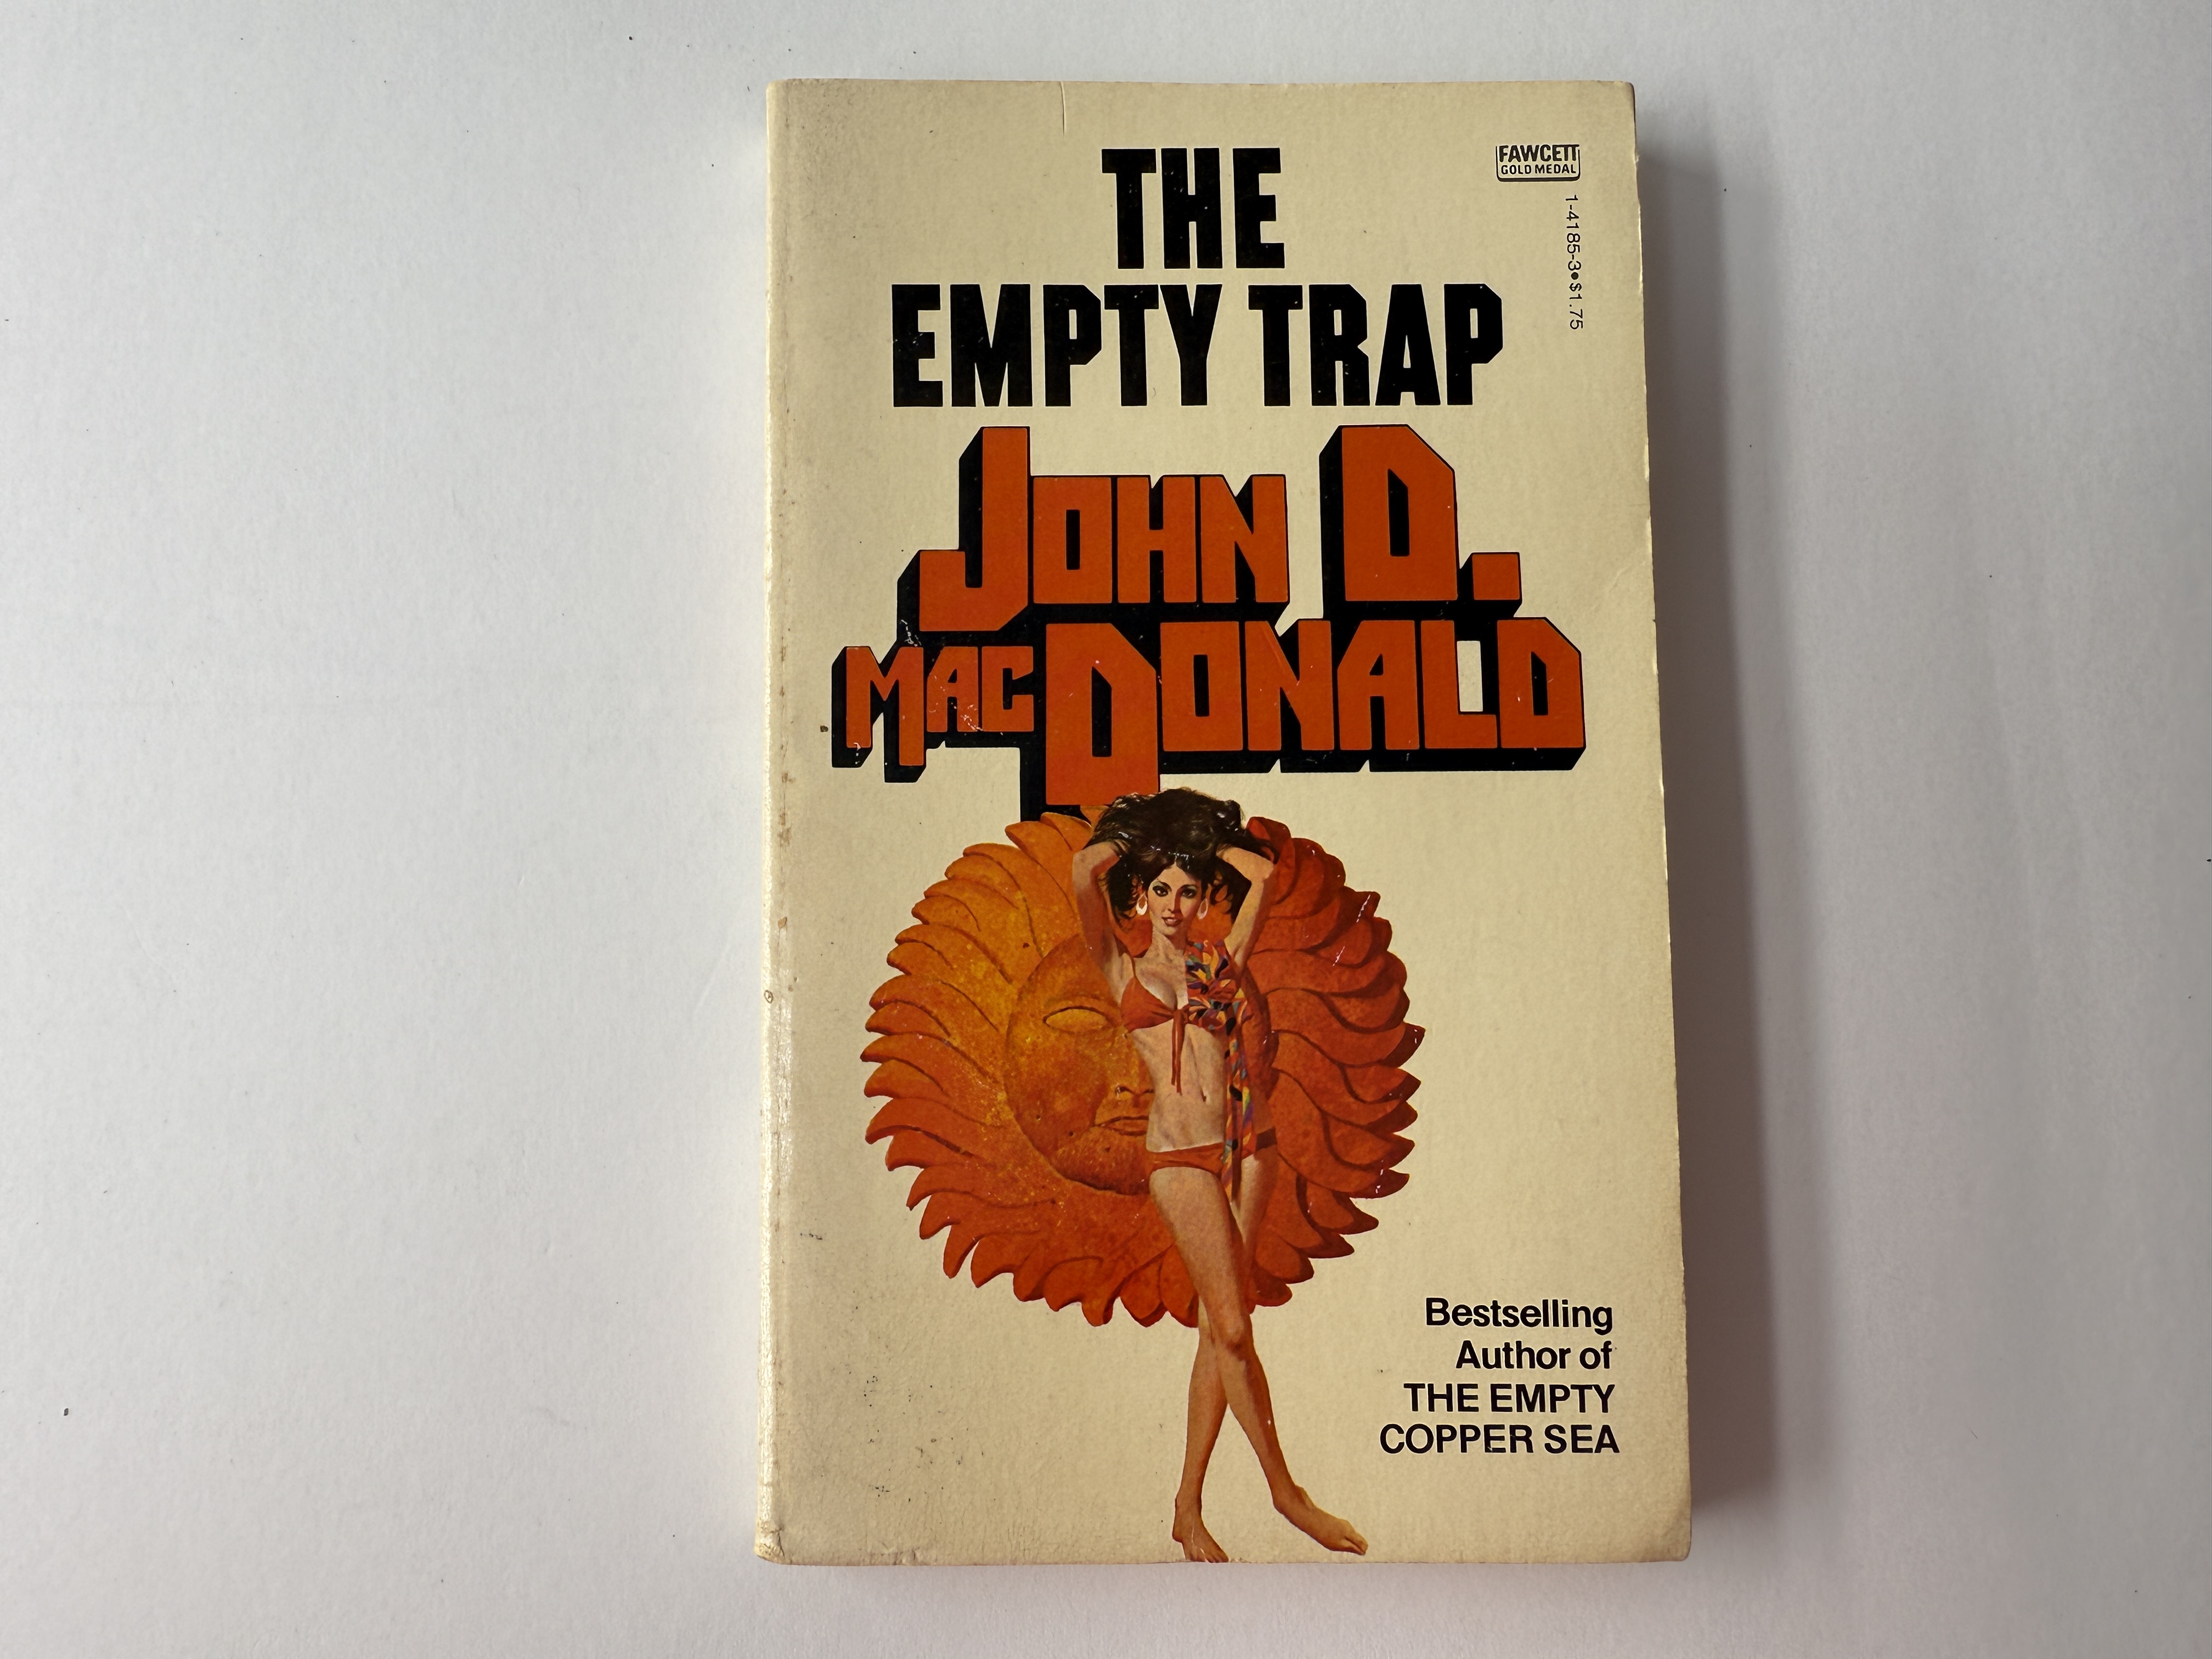 THE
EMPTY TRAP
FAWCETT
GOLD MEDAL
1-4185-3•$1.75
JOHN D.
MACDONALD
Bestselling
Author of
THE EMPTY
COPPER SEA